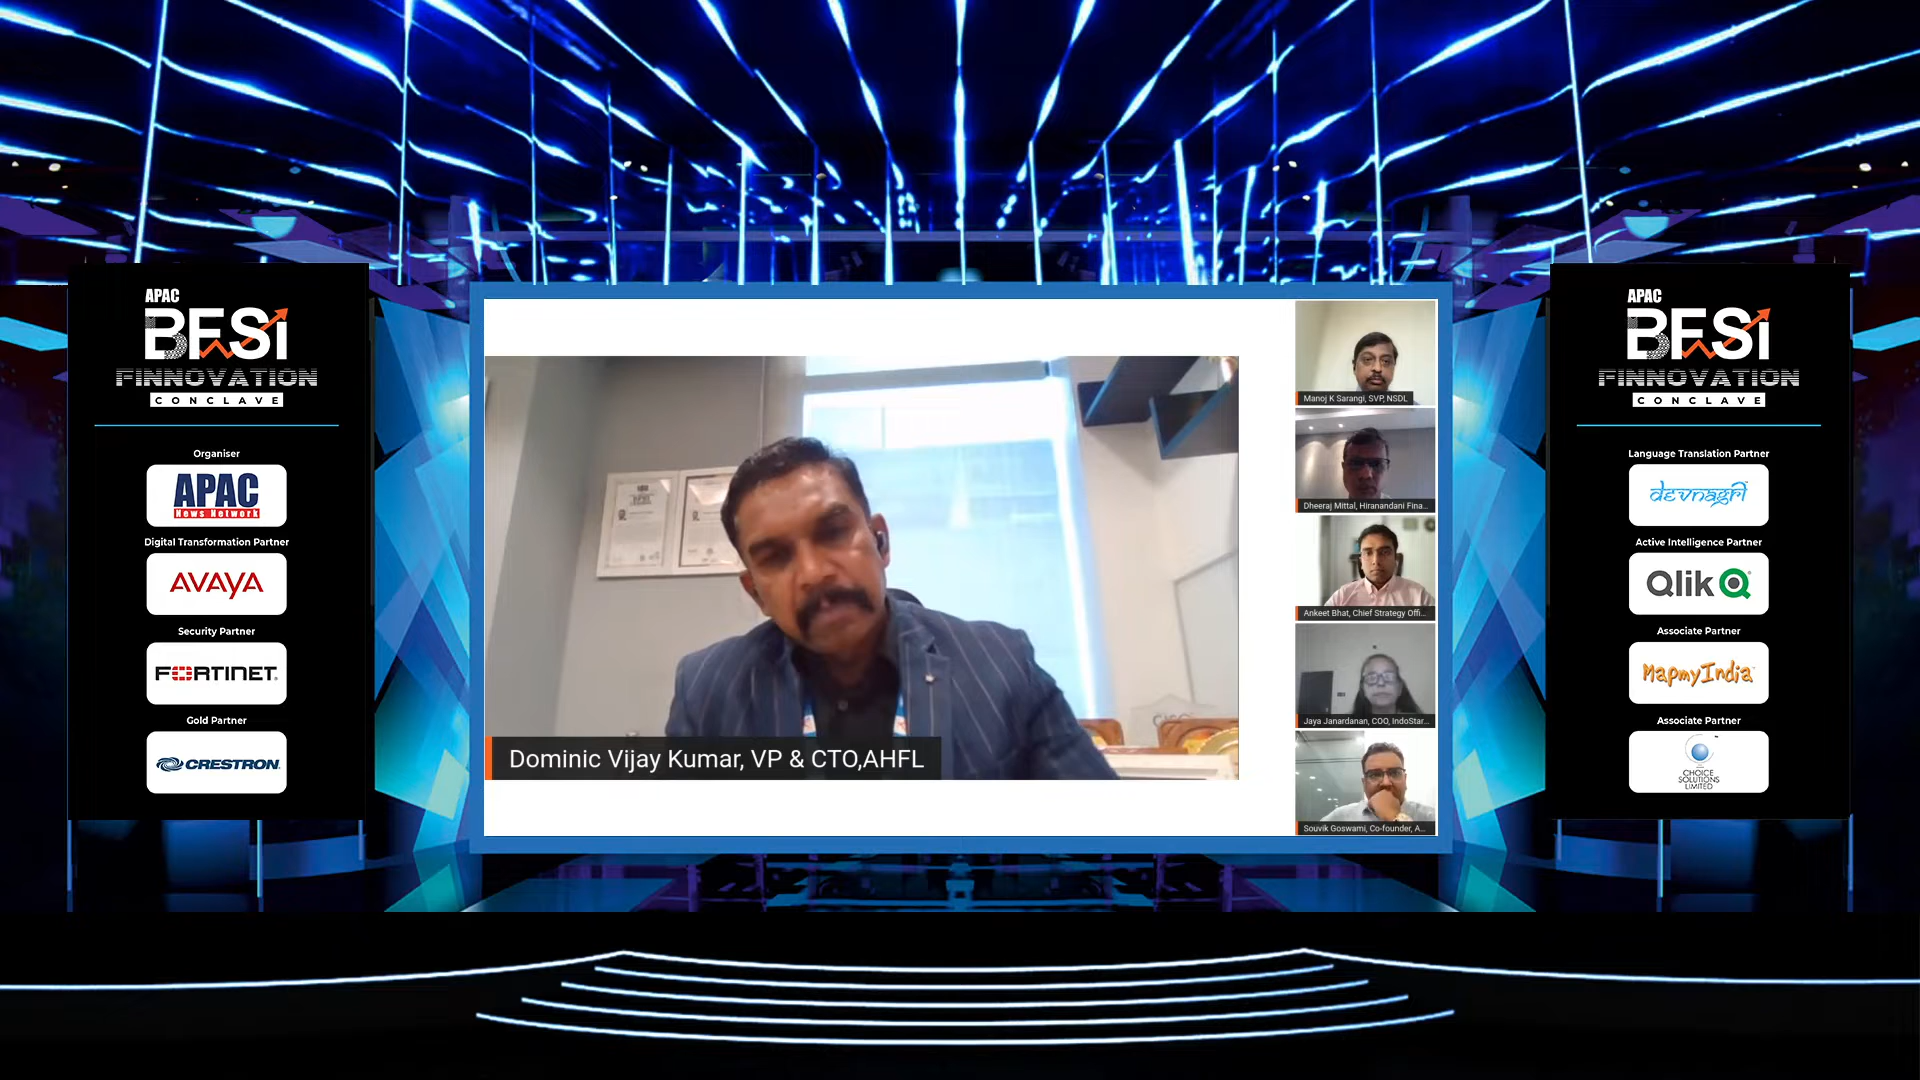 APAC
BFSI
FINNOVATION
CONCLAVE
Organiser
APAC
News Network
Digital Transformation Partner
AVAYA
Security Partner
FORTINET
Gold Partner
CRESTRON
Dominic Vijay Kumar, VP & CTO,AHFL
Manoj K Sarangi, SVP, NSDL
Dheeraj Mittal, Hiranandani Fina...
Ankeet Bhat, Chief Strategy Offi...
Jaya Janardanan, COO, IndoStar...
Souvik Goswami, Co-founder, A...
APAC
BFSI
FINNOVATION
CONCLAVE
Language Translation Partner
devnagri
Active Intelligence Partner
Qlik
Associate Partner
MapmyIndia
Associate Partner
CHOICE
SOLUTIONS
LIMITED